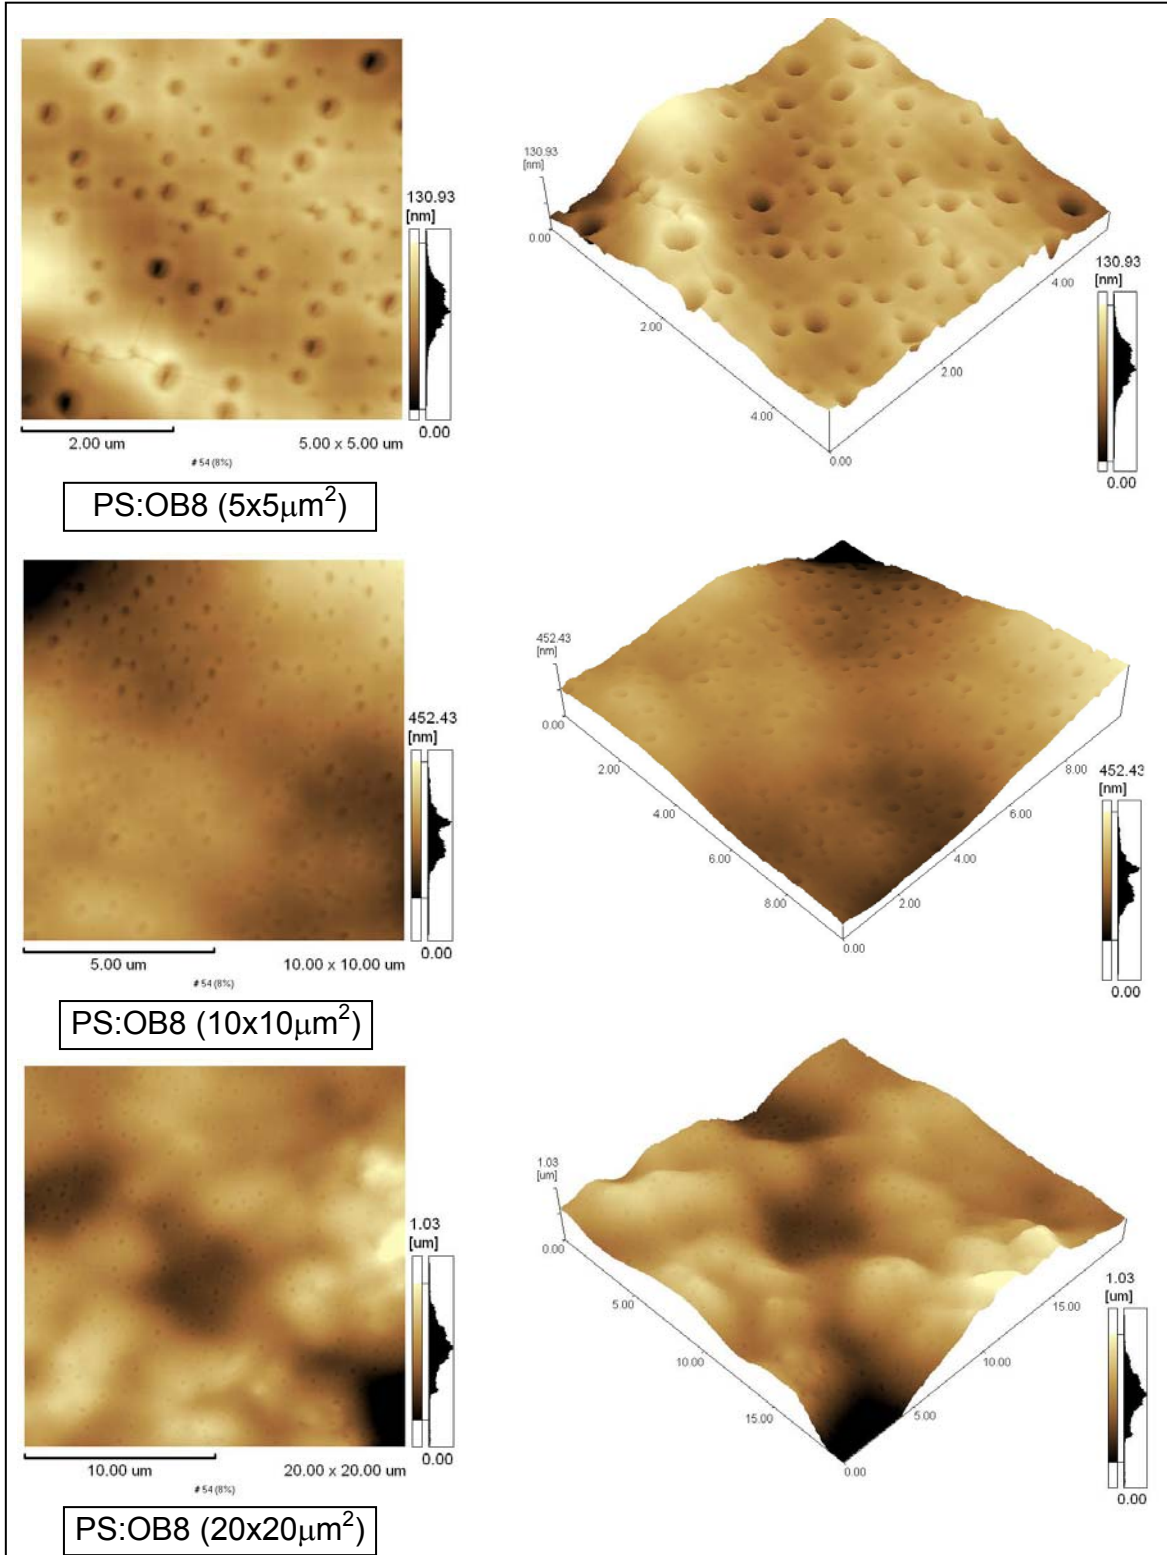 130.93
[nm]
0.00
2.00 um
5.00 x 5.00 um
# 54 (8%)
PS:OB8 (5x5µm²)
130.93
[nm]
0.00
2.00
4.00
0.00
2.00
4.00
130.93
[nm]
0.00
452.43
[nm]
0.00
5.00 um
10.00 x 10.00 um
# 54 (8%)
PS:OB8 (10x10µm²)
452.43
[nm]
0.00
2.00
4.00
6.00
8.00
0.00
2.00
4.00
6.00
8.00
452.43
[nm]
0.00
1.03
[um]
0.00
10.00 um
20.00 x 20.00 um
# 54 (8%)
PS:OB8 (20x20µm²)
1.03
[um]
0.00
5.00
10.00
15.00
0.00
5.00
10.00
15.00
1.03
[um]
0.00